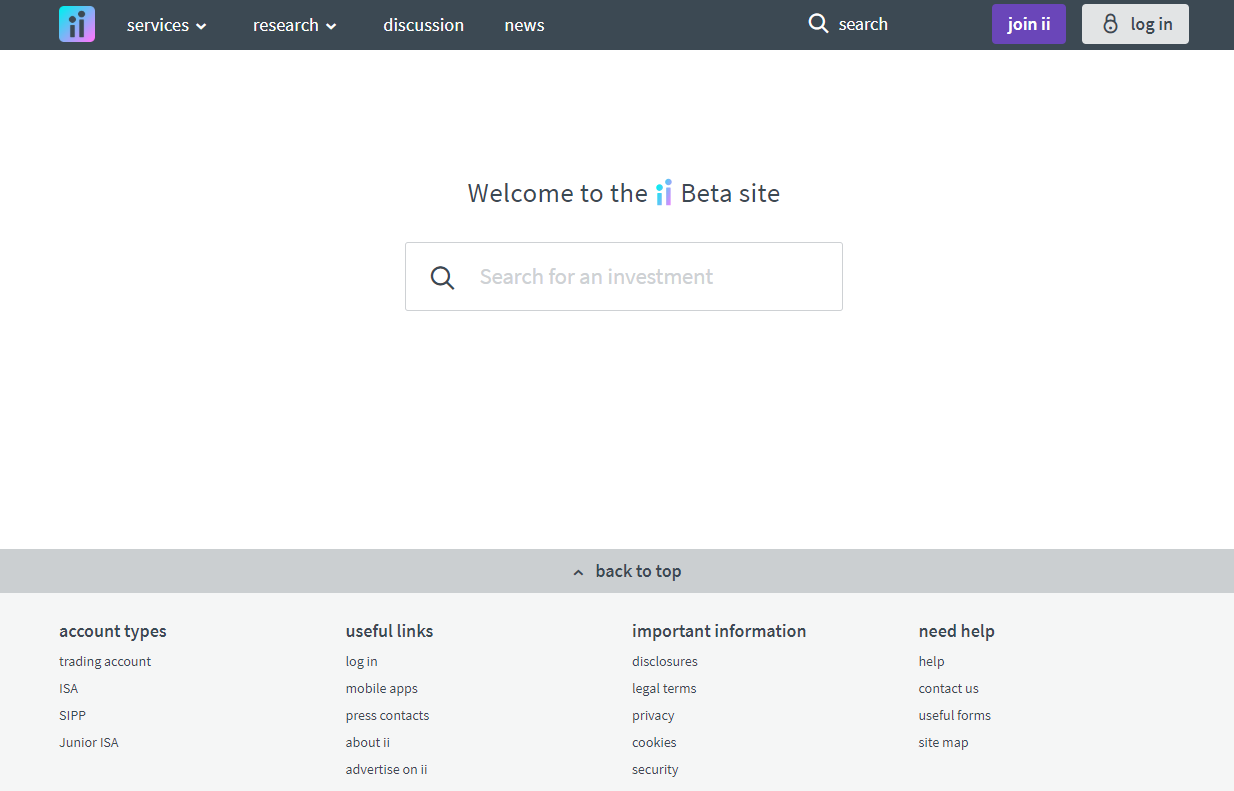 ii services research discussion news search join ii log in
Welcome to the ii Beta site
Search for an investment
back to top
account types
trading account
ISA
SIPP
Junior ISA
useful links
log in
mobile apps
press contacts
about ii
advertise on ii
important information
disclosures
legal terms
privacy
cookies
security
need help
help
contact us
useful forms
site map